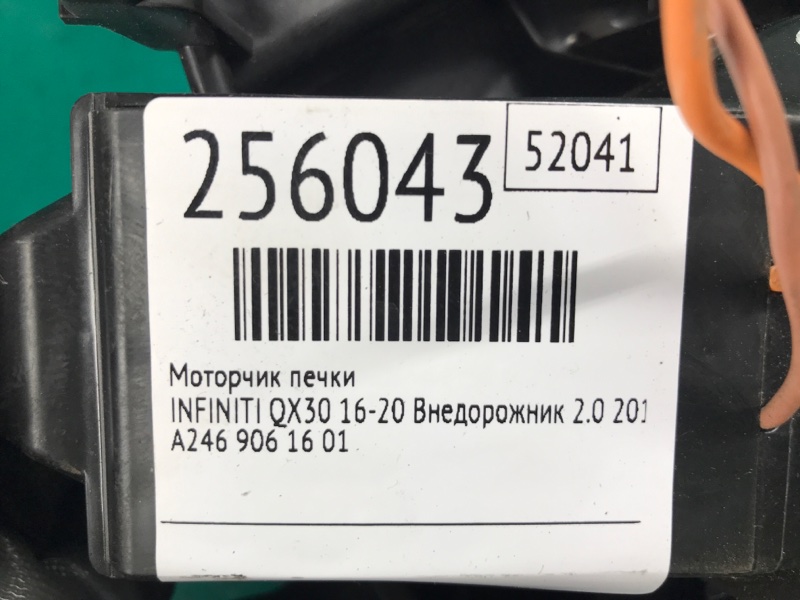 256043
52041
Моторчик печки
INFINITI QX30 16-20 Внедорожник 2.0 201
A246 906 16 01